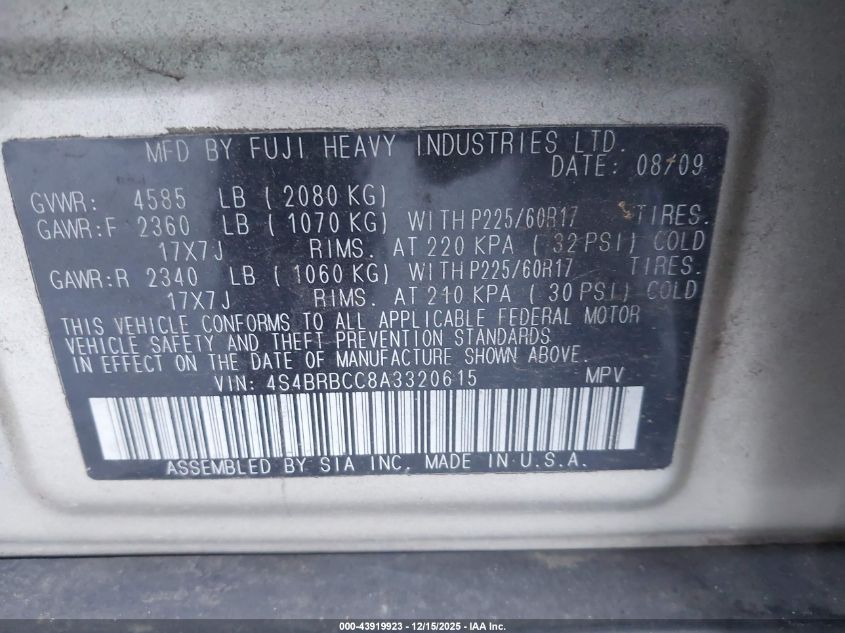 MFD BY FUJI HEAVY INDUSTRIES LTD.
DATE: 08/09
GVWR: 4585 LB ( 2080 KG)
GAWR:F 2360 LB ( 1070 KG) WITH P225/60R17 TIRES.
17X7J RIMS. AT 220 KPA ( 32 PSI) COLD
GAWR:R 2340 LB ( 1060 KG) WITH P225/60R17 TIRES.
17X7J RIMS. AT 210 KPA ( 30 PSI) COLD
THIS VEHICLE CONFORMS TO ALL APPLICABLE FEDERAL MOTOR
VEHICLE SAFETY AND THEFT PREVENTION STANDARDS
IN EFFECT ON THE DATE OF MANUFACTURE SHOWN ABOVE.
VIN: 4S4BRBCC8A3320615 MPV
ASSEMBLED BY SIA INC. MADE IN U.S.A.
000-43919923 - 12/15/2025 - IAA Inc.